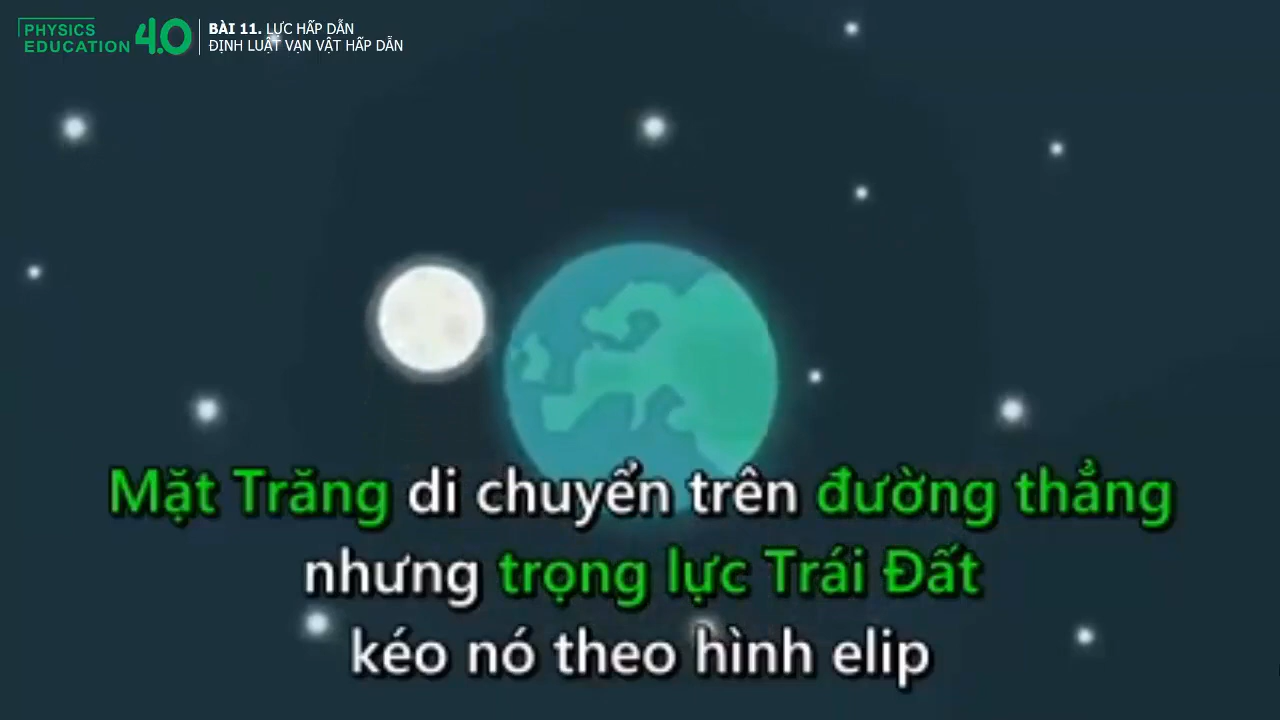 PHYSICS
EDUCATION 4.0
BÀI 11. LỰC HẤP DẪN
ĐỊNH LUẬT VẠN VẬT HẤP DẪN
Mặt Trăng di chuyển trên đường thẳng
nhưng trọng lực Trái Đất
kéo nó theo hình elip